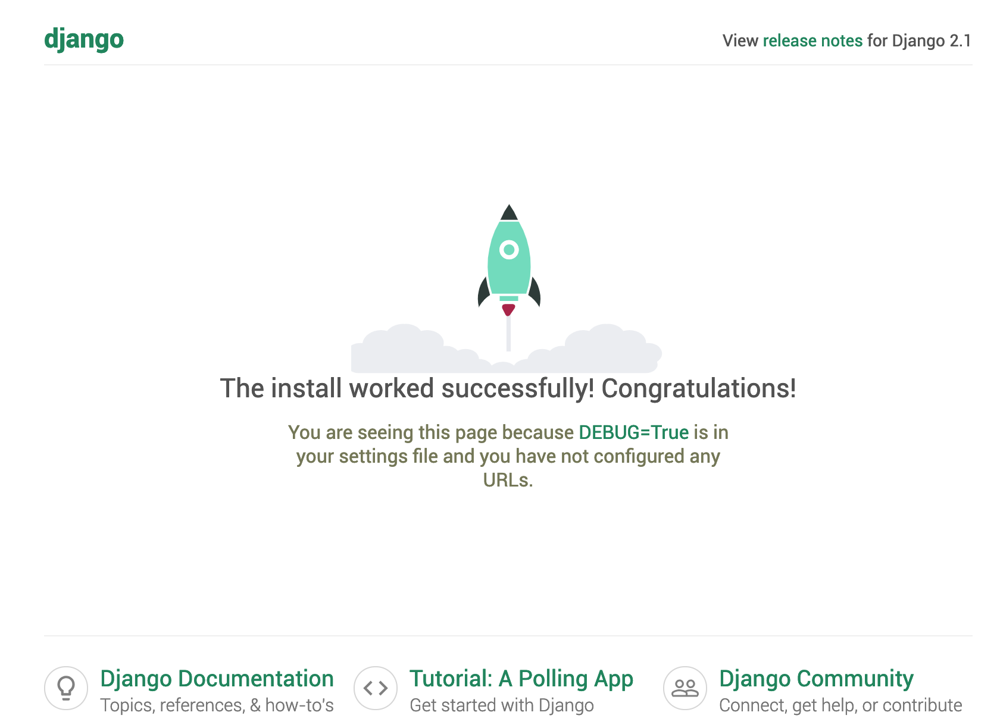 django
View release notes for Django 2.1
The install worked successfully! Congratulations!
You are seeing this page because DEBUG=True is in
your settings file and you have not configured any
URLs.
Django Documentation
Topics, references, & how-to's
Tutorial: A Polling App
Get started with Django
Django Community
Connect, get help, or contribute